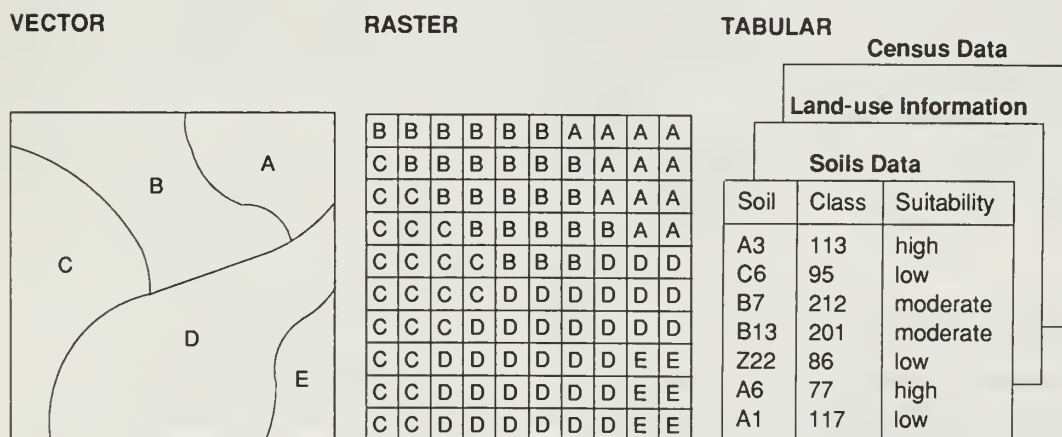 VECTOR
A
B
C
D
E
RASTER
B B B B B B A A A A
C B B B B B B A A A
C C B B B B B A A A
C C C B B B B B A A
C C C C B B B D D D
C C C C D D D D D D
C C C D D D D D D D
C C D D D D D D E E
C C D D D D D D E E
C C D D D D D D E E
TABULAR
Census Data
Land-use Information
Soils Data
Soil Class Suitability
A3 113 high
C6 95 low
B7 212 moderate
B13 201 moderate
Z22 86 low
A6 77 high
A1 117 low